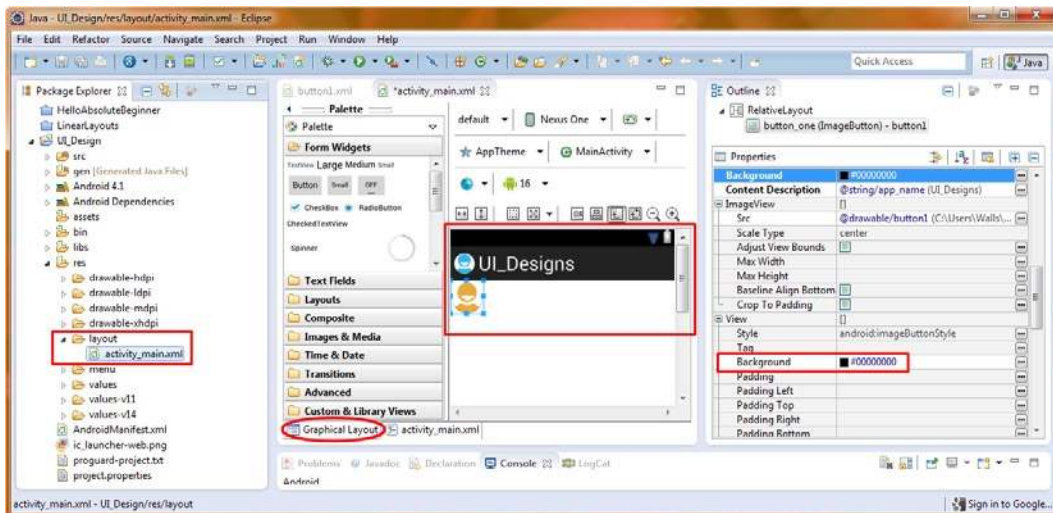 Java - UI_Design/res/layout/activity_main.xml - Eclipse
File Edit Refactor Source Navigate Search Project Run Window Help
Quick Access
Java
Package Explorer
HelloAbsoluteBeginner
LinearLayouts
UI_Design
src
gen [Generated Java Files]
Android 4.1
Android Dependencies
assets
bin
libs
res
drawable-hdpi
drawable-ldpi
drawable-mdpi
drawable-xhdpi
layout
activity_main.xml
menu
values
values-v11
values-v14
AndroidManifest.xml
ic_launcher-web.png
proguard-project.txt
project.properties
button1.xml
*activity_main.xml
Palette
Palette
Form Widgets
TextView Large Medium Small
Button Small OFF
CheckBox RadioButton
CheckedTextView
Spinner
Text Fields
Layouts
Composite
Images & Media
Time & Date
Transitions
Advanced
Custom & Library Views
default Nexus One
AppTheme MainActivity
16
UI_Designs
Graphical Layout activity_main.xml
Outline
RelativeLayout
button_one (ImageButton) - button1
Properties
Background #00000000
Content Description @string/app_name (UI_Designs)
ImageView []
Src @drawable/button1 (C:\Users\Walls\...
Scale Type center
Adjust View Bounds
Max Width
Max Height
Baseline Align Bottom
Crop To Padding
View []
Style android:imageButtonStyle
Tag
Background #00000000
Padding
Padding Left
Padding Top
Padding Right
Padding Bottom
Problems Javadoc Declaration Console LogCat
Android
activity_main.xml - UI_Design/res/layout
Sign in to Google...